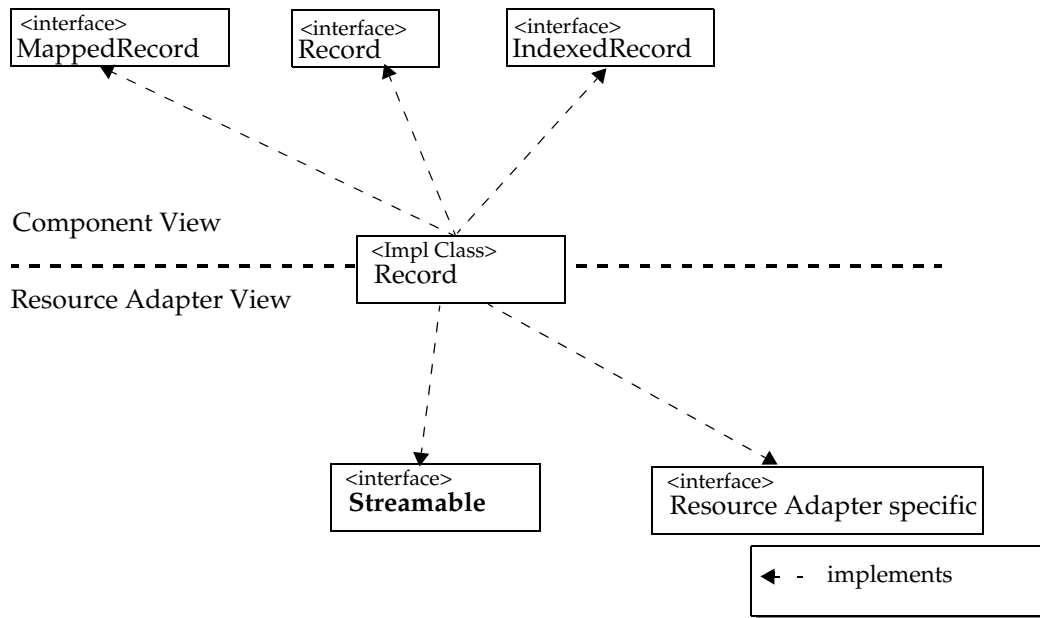 <interface>
MappedRecord
<interface>
Record
<interface>
IndexedRecord
Component View
<Impl Class>
Record
Resource Adapter View
<interface>
Streamable
<interface>
Resource Adapter specific
implements